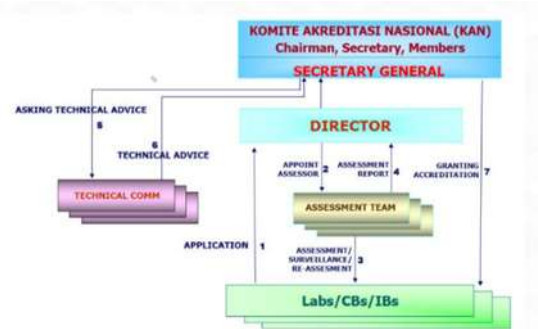 KOMITE AKREDITASI NASIONAL (KAN)
Chairman, Secretary, Members
SECRETARY GENERAL
ASKING TECHNICAL ADVICE
5
6
TECHNICAL ADVICE
DIRECTOR
TECHNICAL COMM
APPOINT
ASSESSOR
2
ASSESSMENT
REPORT
4
GRANTING
ACCREDITATION
7
ASSESSMENT TEAM
APPLICATION
1
ASSESSMENT/
SURVEILLANCE/
RE-ASSESMENT
3
Labs/CBs/IBs